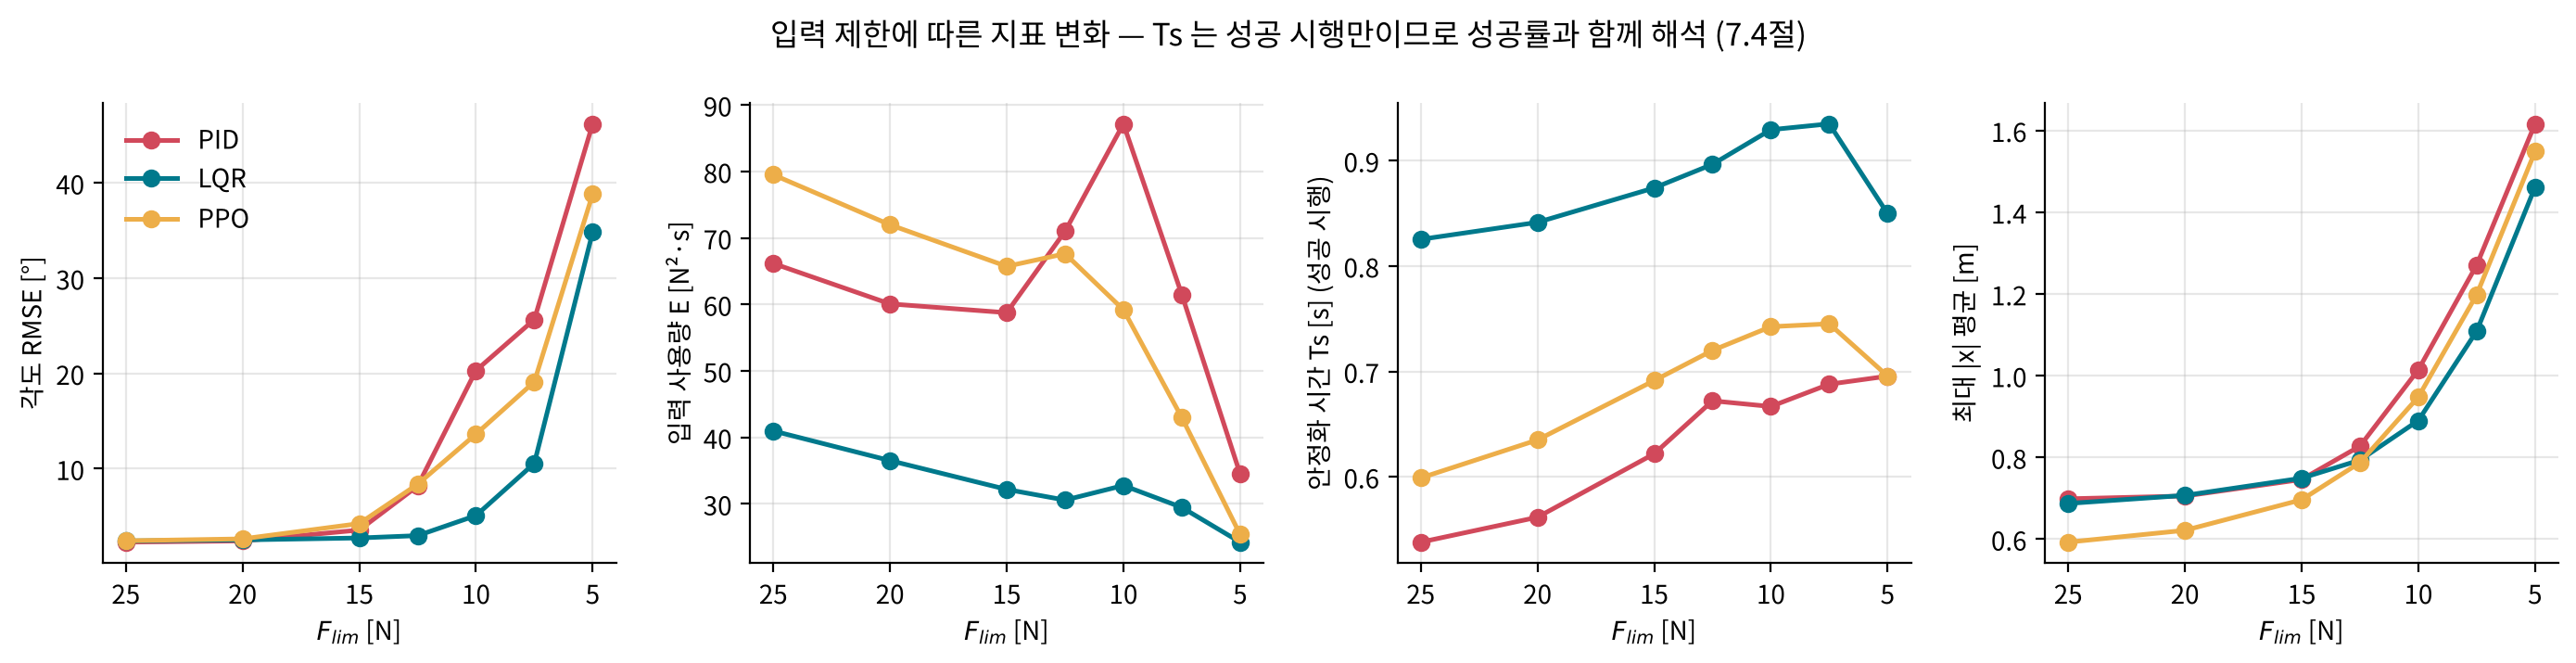 입력 제한에 따른 지표 변화 — Ts 는 성공 시행만이므로 성공률과 함께 해석 (7.4절)
각도 RMSE [°]
40
30
20
10
PID
LQR
PPO
25 20 15 10 5
F_lim [N]
입력 사용량 E [N²·s]
90
80
70
60
50
40
30
25 20 15 10 5
F_lim [N]
안정화 시간 Ts [s] (성공 시행)
0.9
0.8
0.7
0.6
25 20 15 10 5
F_lim [N]
최대 |x| 평균 [m]
1.6
1.4
1.2
1.0
0.8
0.6
25 20 15 10 5
F_lim [N]